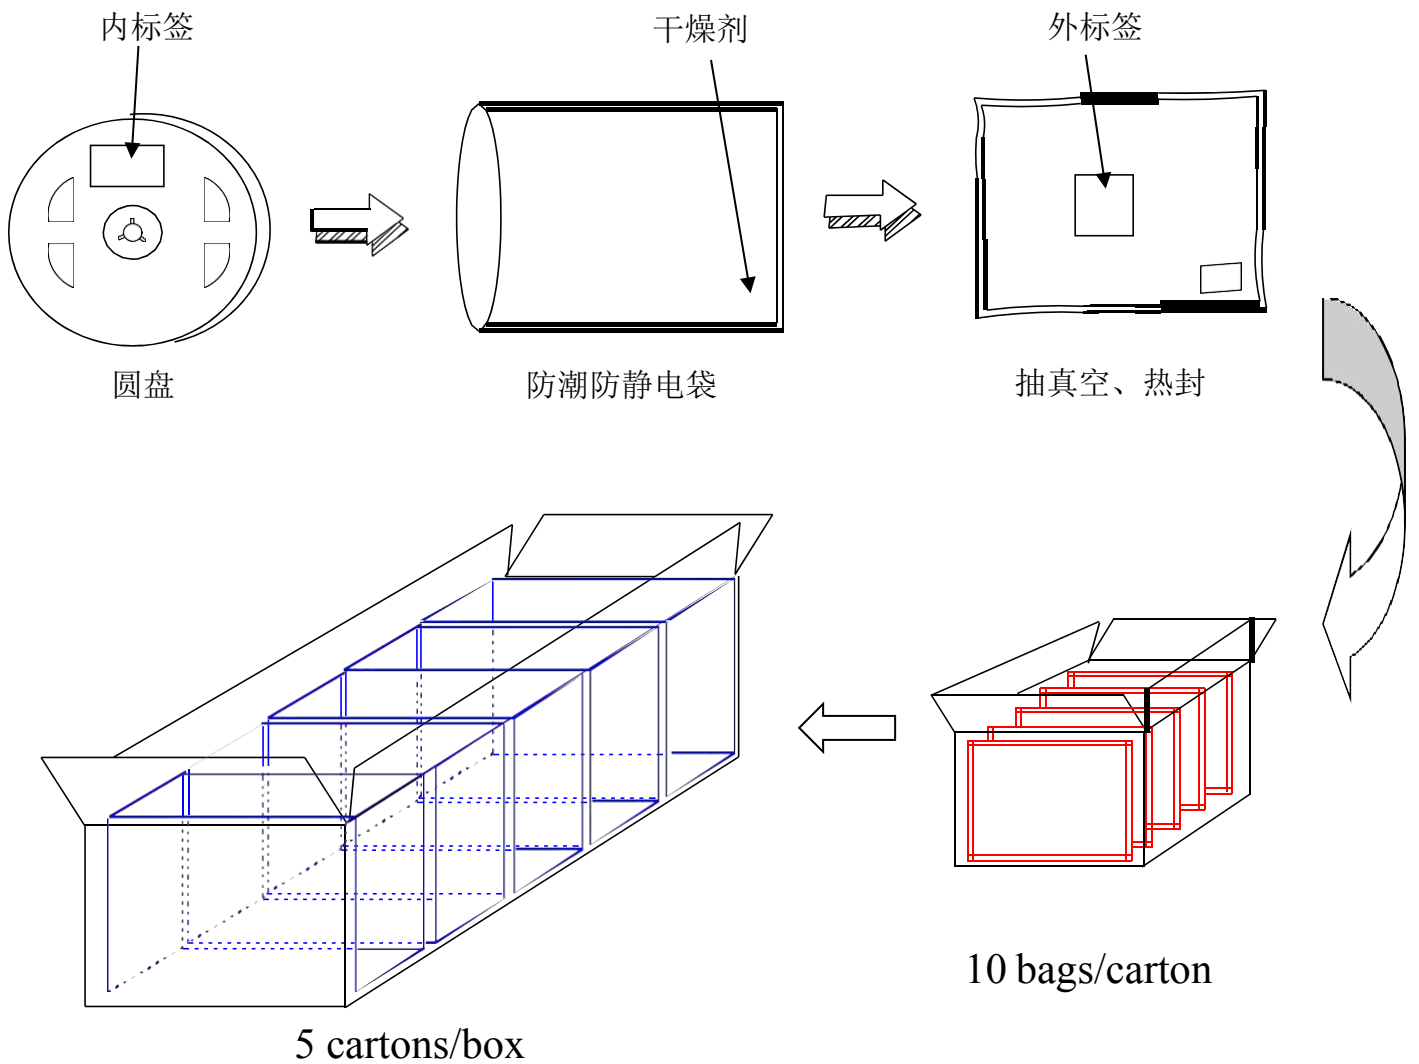 内标签
干燥剂
外标签
圆盘
防潮防静电袋
抽真空、热封
10 bags/carton
5 cartons/box